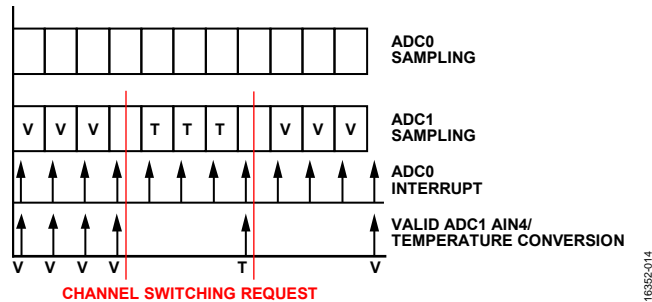 ADC0
SAMPLING
V V V T T T V V V
ADC1
SAMPLING
ADC0
INTERRUPT
VALID ADC1 AIN4/
TEMPERATURE CONVERSION
V V V V T V
CHANNEL SWITCHING REQUEST
16352-014